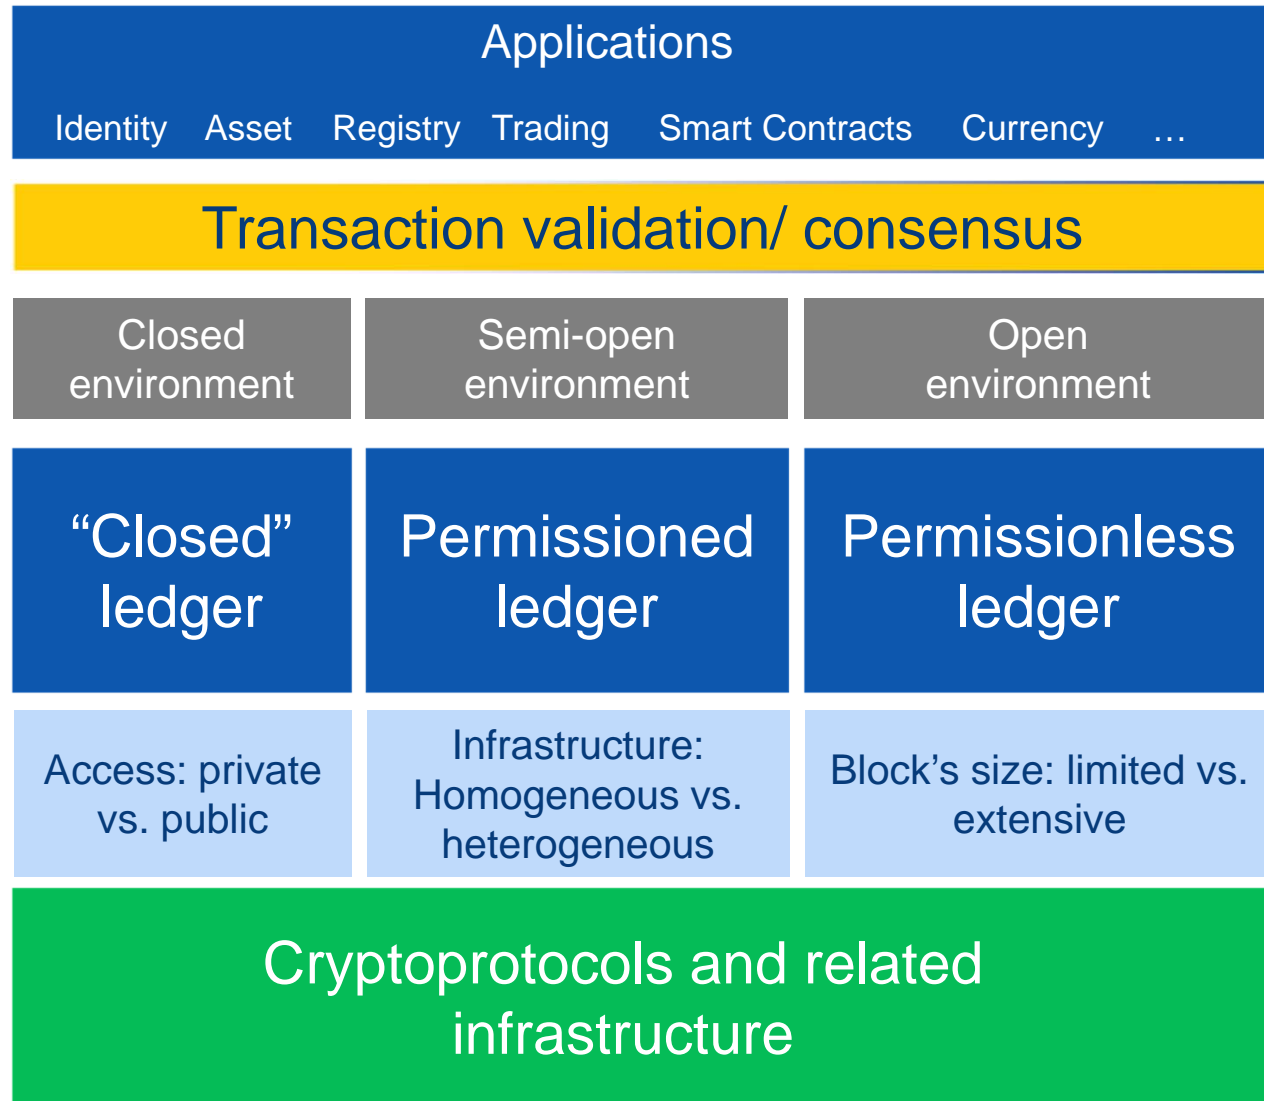 Applications
Identity Asset Registry Trading Smart Contracts Currency …
Transaction validation/ consensus
Closed
environment
Semi-open
environment
Open
environment
“Closed”
ledger
Permissioned
ledger
Permissionless
ledger
Access: private
vs. public
Infrastructure:
Homogeneous vs.
heterogeneous
Block’s size: limited vs.
extensive
Cryptoprotocols and related
infrastructure